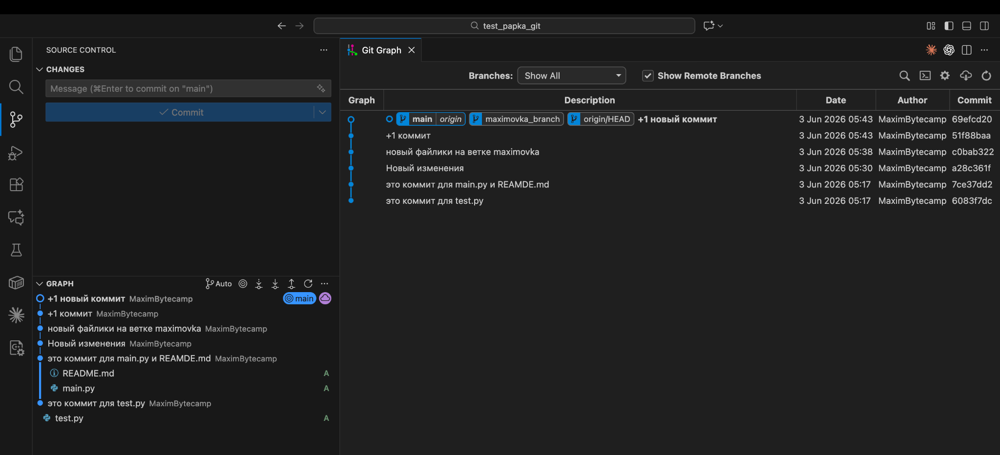 test_papka_git
SOURCE CONTROL
CHANGES
Message (⌘Enter to commit on "main")
Commit
GRAPH
Auto
+1 новый коммит MaximBytecamp main
+1 коммит MaximBytecamp
новый файлики на ветке maximovka MaximBytecamp
Новый изменения MaximBytecamp
это коммит для main.py и REAMDE.md MaximBytecamp
README.md A
main.py A
это коммит для test.py MaximBytecamp
test.py A
Git Graph
Branches: Show All Show Remote Branches
Graph Description Date Author Commit
main origin maximovka_branch origin/HEAD +1 новый коммит 3 Jun 2026 05:43 MaximBytecamp 69efcd20
+1 коммит 3 Jun 2026 05:43 MaximBytecamp 51f88baa
новый файлики на ветке maximovka 3 Jun 2026 05:38 MaximBytecamp c0bab322
Новый изменения 3 Jun 2026 05:30 MaximBytecamp a28c361f
это коммит для main.py и REAMDE.md 3 Jun 2026 05:17 MaximBytecamp 7ce37dd2
это коммит для test.py 3 Jun 2026 05:17 MaximBytecamp 6083f7dc